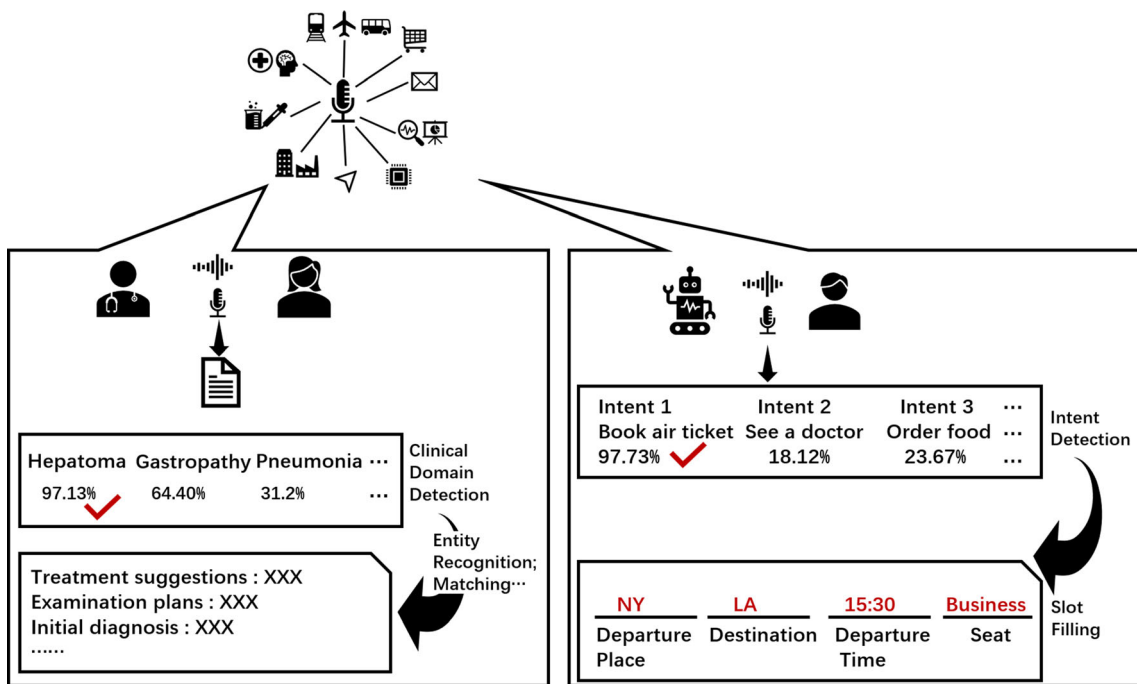 Hepatoma Gastropathy Pneumonia ...
97.13% 64.40% 31.2% ...
Clinical
Domain
Detection
Entity
Recognition;
Matching...
Treatment suggestions : XXX
Examination plans : XXX
Initial diagnosis : XXX
......
Intent 1 Intent 2 Intent 3 ...
Book air ticket See a doctor Order food ...
97.73% 18.12% 23.67% ...
Intent
Detection
NY LA 15:30 Business
Departure Destination Departure Seat
Place Time
Slot
Filling